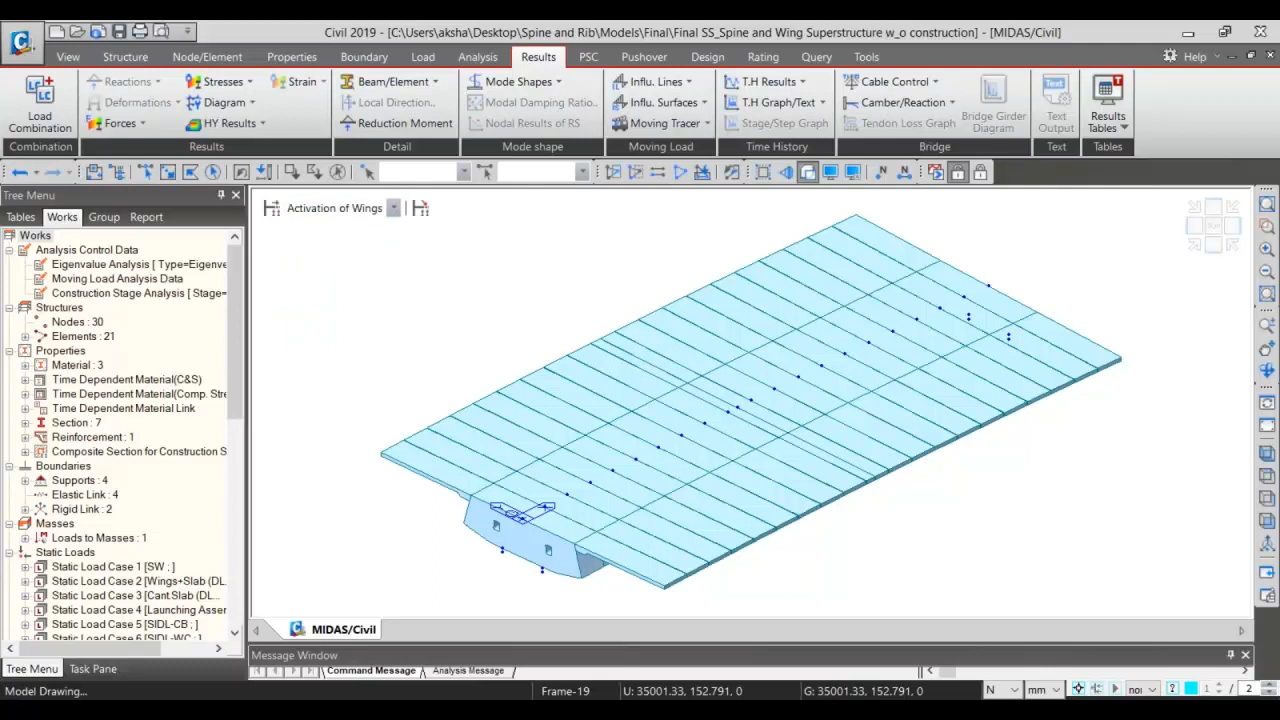 Civil 2019 - [C:\Users\aksha\Desktop\Spine and Rib\Models\Final\Final SS_Spine and Wing Superstructure w_o construction] - [MIDAS/Civil]
View Structure Node/Element Properties Boundary Load Analysis Results PSC Pushover Design Rating Query Tools Help
Load Combination
Reactions
Deformations
Forces
Stresses
Diagram
HY Results
Strain
Beam/Element
Local Direction..
Reduction Moment
Mode Shapes
Modal Damping Ratio..
Nodal Results of RS
Influ. Lines
Influ. Surfaces
Moving Tracer
T.H Results
T.H Graph/Text
Stage/Step Graph
Cable Control
Camber/Reaction
Tendon Loss Graph
Bridge Girder Diagram
Text Output
Results Tables
Combination Results Detail Mode shape Moving Load Time History Bridge Text Tables
Tree Menu
Tables Works Group Report
Works
Analysis Control Data
Eigenvalue Analysis [ Type=Eigenve
Moving Load Analysis Data
Construction Stage Analysis [ Stage=
Structures
Nodes : 30
Elements : 21
Properties
Material : 3
Time Dependent Material(C&S)
Time Dependent Material(Comp. Stre
Time Dependent Material Link
Section : 7
Reinforcement : 1
Composite Section for Construction S
Boundaries
Supports : 4
Elastic Link : 4
Rigid Link : 2
Masses
Loads to Masses : 1
Static Loads
Static Load Case 1 [SW ; ]
Static Load Case 2 [Wings+Slab (DL.
Static Load Case 3 [Cant.Slab (DL...
Static Load Case 4 [Launching Asser
Static Load Case 5 [SIDL-CB ; ]
Static Load Case 6 [SIDL-WC ; ]
Tree Menu Task Pane
Activation of Wings
MIDAS/Civil
Message Window
Command Message Analysis Message
Model Drawing... Frame-19 U: 35001.33, 152.791, 0 G: 35001.33, 152.791, 0 N mm noi ? 1 / 2